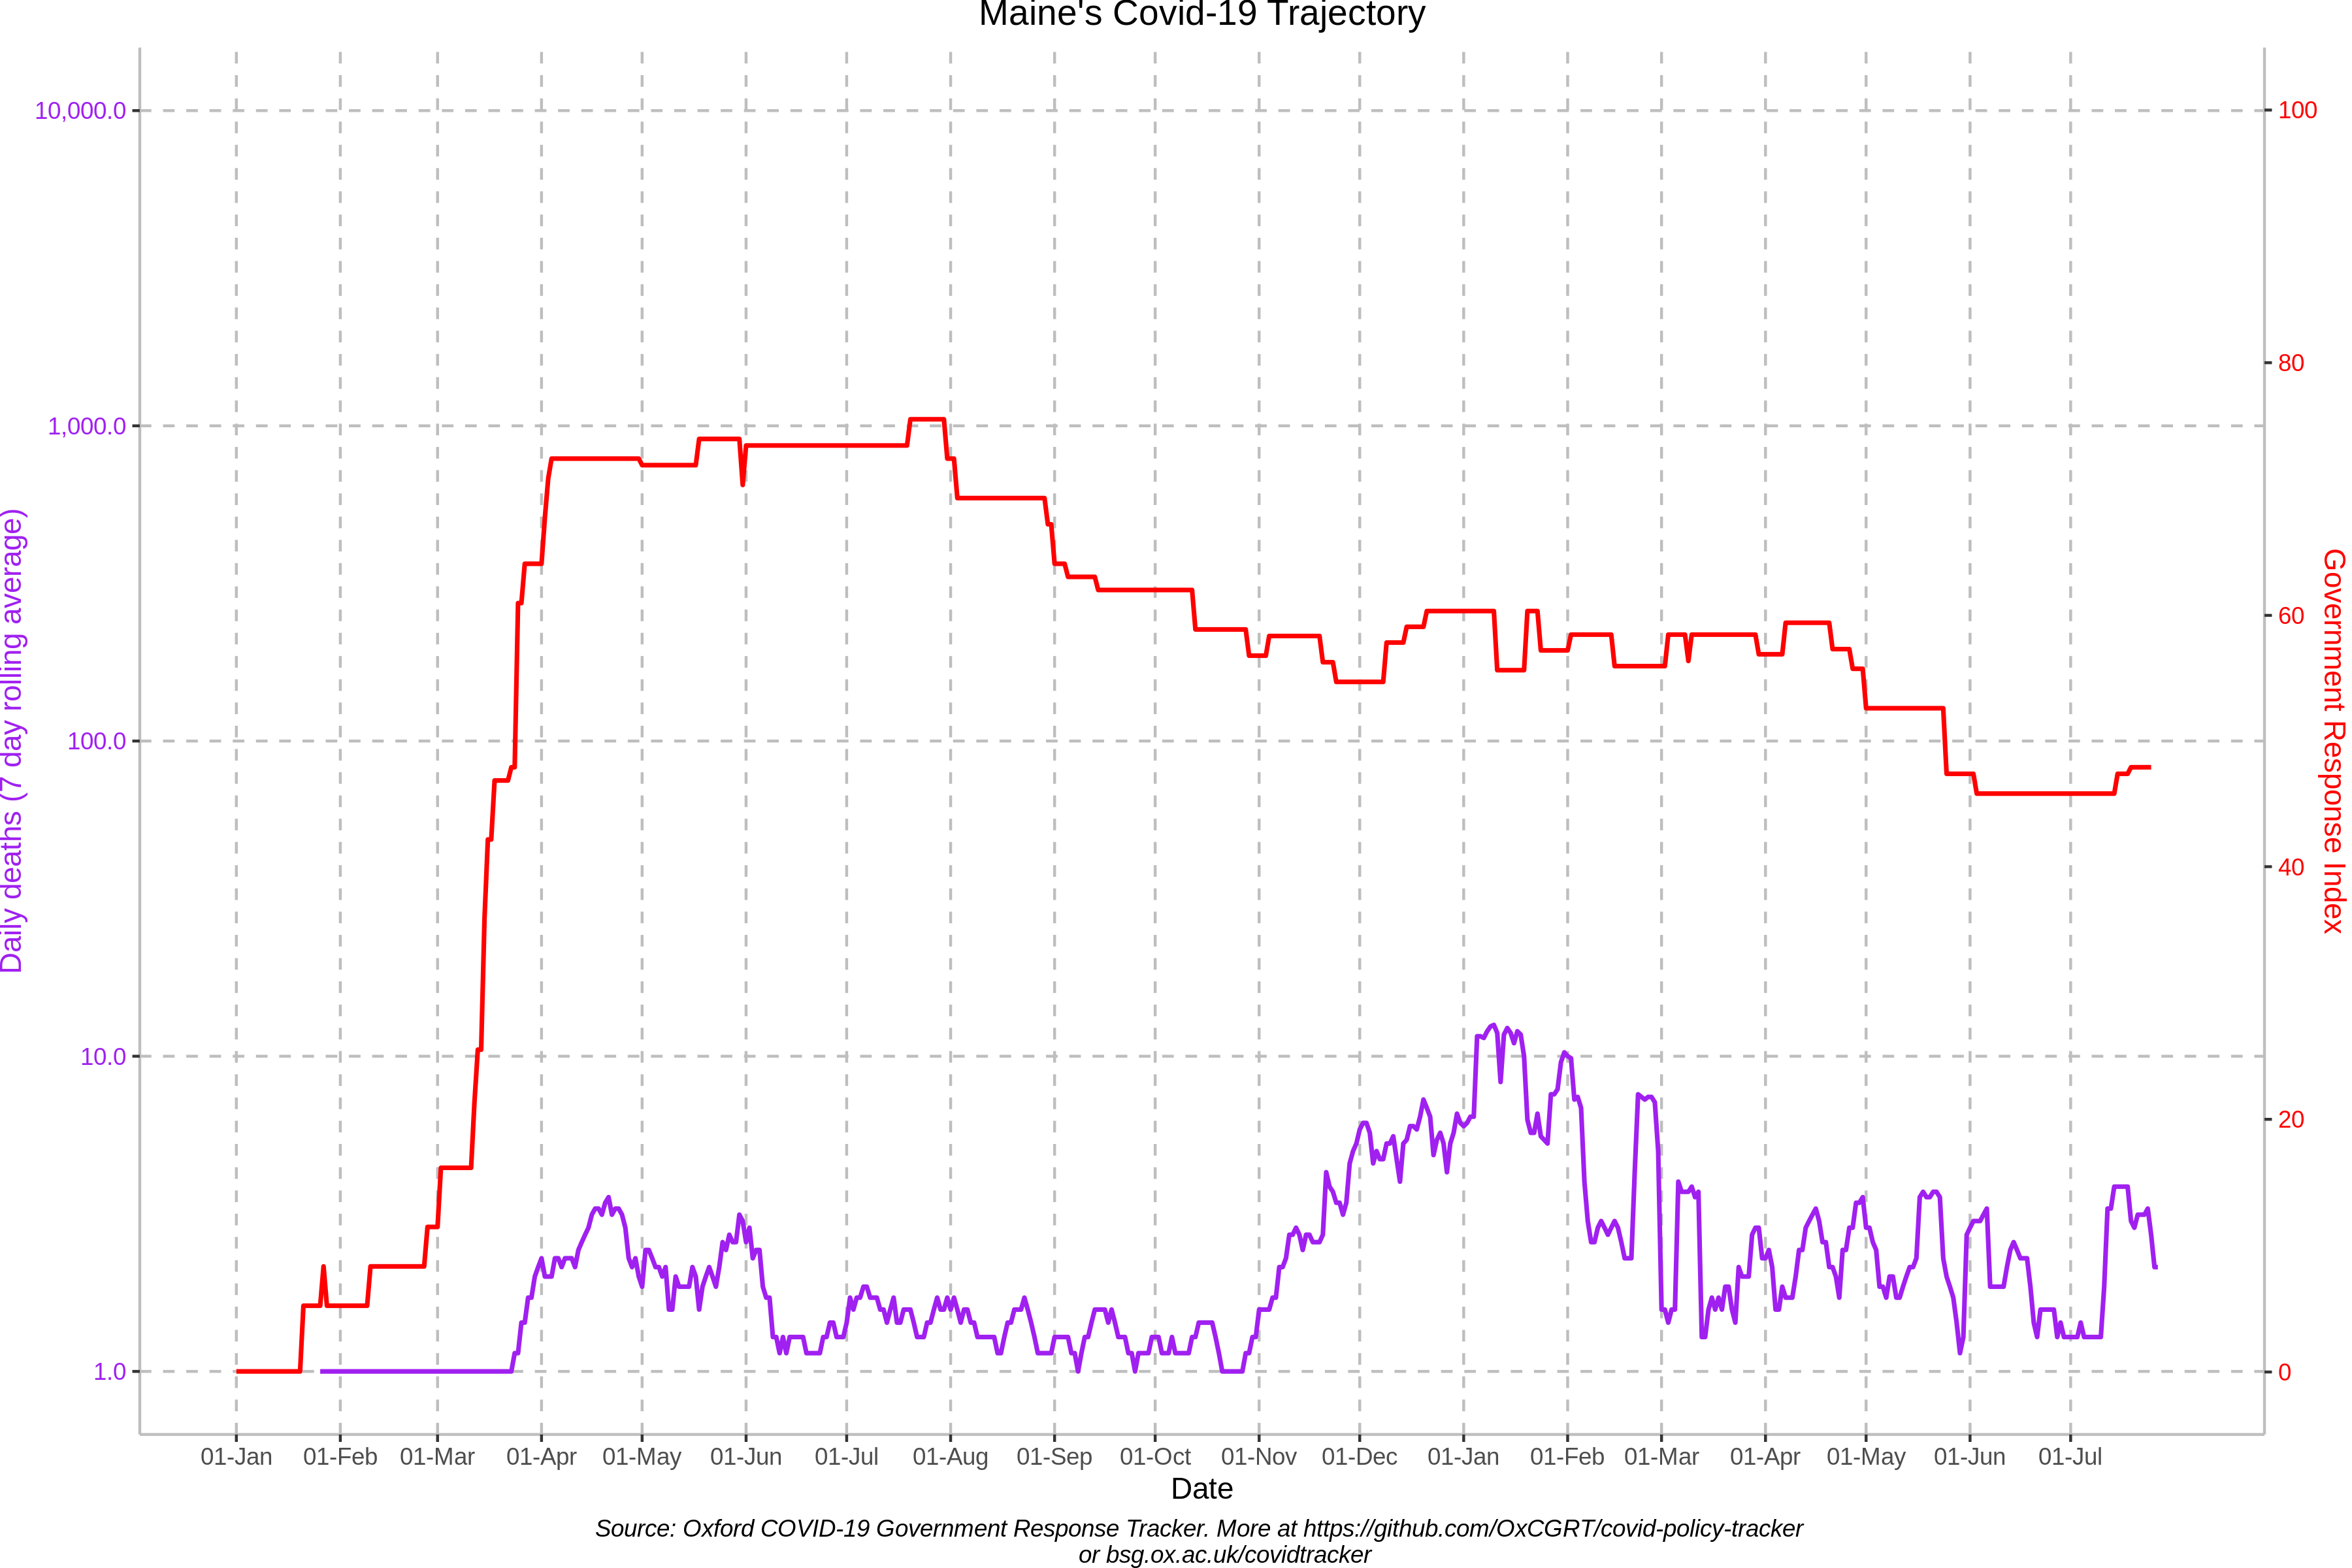 Maine's Covid-19 Trajectory
10,000.0
1,000.0
100.0
10.0
1.0
Daily deaths (7 day rolling average)
100
80
60
40
20
0
Government Response Index
01-Jan 01-Feb 01-Mar 01-Apr 01-May 01-Jun 01-Jul 01-Aug 01-Sep 01-Oct 01-Nov 01-Dec 01-Jan 01-Feb 01-Mar 01-Apr 01-May 01-Jun 01-Jul
Date
Source: Oxford COVID-19 Government Response Tracker. More at https://github.com/OxCGRT/covid-policy-tracker
or bsg.ox.ac.uk/covidtracker